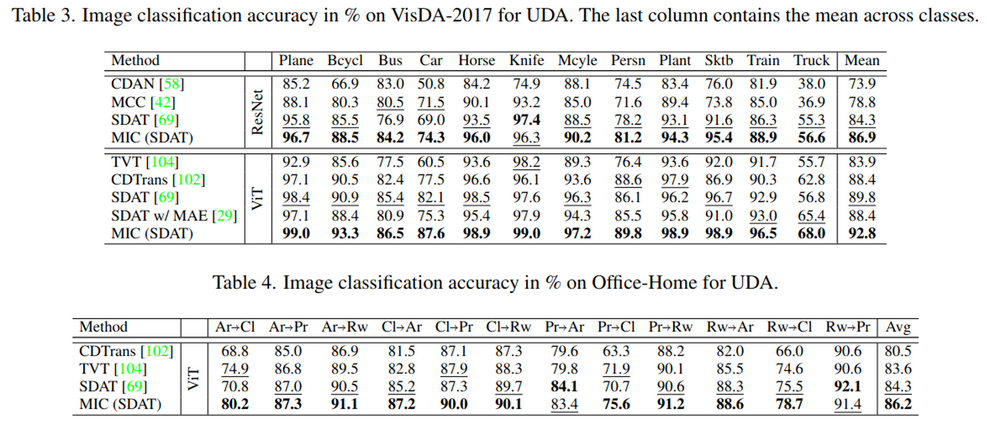 Table 3. Image classification accuracy in % on VisDA-2017 for UDA. The last column contains the mean across classes.
Method Plane Bcycl Bus Car Horse Knife Mcyle Persn Plant Sktb Train Truck Mean
CDAN [58] 85.2 66.9 83.0 50.8 84.2 74.9 88.1 74.5 83.4 76.0 81.9 38.0 73.9
MCC [42] 88.1 80.3 80.5 71.5 90.1 93.2 85.0 71.6 89.4 73.8 85.0 36.9 78.8
ResNet
SDAT [69] 95.8 85.5 76.9 69.0 93.5 97.4 88.5 78.2 93.1 91.6 86.3 55.3 84.3
MIC (SDAT) 96.7 88.5 84.2 74.3 96.0 96.3 90.2 81.2 94.3 95.4 88.9 56.6 86.9
TVT [104] 92.9 85.6 77.5 60.5 93.6 98.2 89.3 76.4 93.6 92.0 91.7 55.7 83.9
CDTrans [102] 97.1 90.5 82.4 77.5 96.6 96.1 93.6 88.6 97.9 86.9 90.3 62.8 88.4
ViT
SDAT [69] 98.4 90.9 85.4 82.1 98.5 97.6 96.3 86.1 96.2 96.7 92.9 56.8 89.8
SDAT w/ MAE [29] 97.1 88.4 80.9 75.3 95.4 97.9 94.3 85.5 95.8 91.0 93.0 65.4 88.4
MIC (SDAT) 99.0 93.3 86.5 87.6 98.9 99.0 97.2 89.8 98.9 98.9 96.5 68.0 92.8
Table 4. Image classification accuracy in % on Office-Home for UDA.
Method Ar→Cl Ar→Pr Ar→Rw Cl→Ar Cl→Pr Cl→Rw Pr→Ar Pr→Cl Pr→Rw Rw→Ar Rw→Cl Rw→Pr Avg
CDTrans [102] 68.8 85.0 86.9 81.5 87.1 87.3 79.6 63.3 88.2 82.0 66.0 90.6 80.5
TVT [104] 74.9 86.8 89.5 82.8 87.9 88.3 79.8 71.9 90.1 85.5 74.6 90.6 83.6
ViT
SDAT [69] 70.8 87.0 90.5 85.2 87.3 89.7 84.1 70.7 90.6 88.3 75.5 92.1 84.3
MIC (SDAT) 80.2 87.3 91.1 87.2 90.0 90.1 83.4 75.6 91.2 88.6 78.7 91.4 86.2